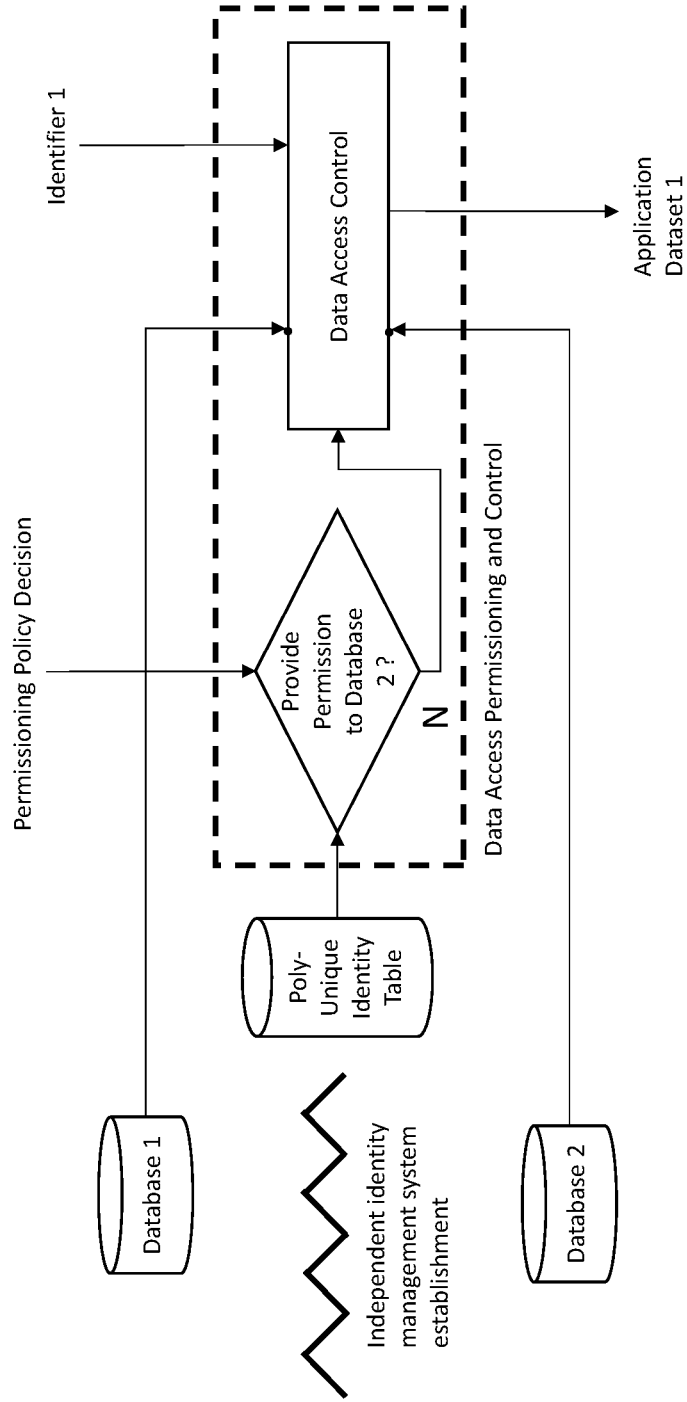 Permissioning Policy Decision
Identifier 1
Database 1
Poly-
Unique
Identity
Table
Provide
Permission
to Database
2 ?
N
Data Access Control
Independent identity
management system
establishment
Data Access Permissioning and Control
Database 2
Application
Dataset 1